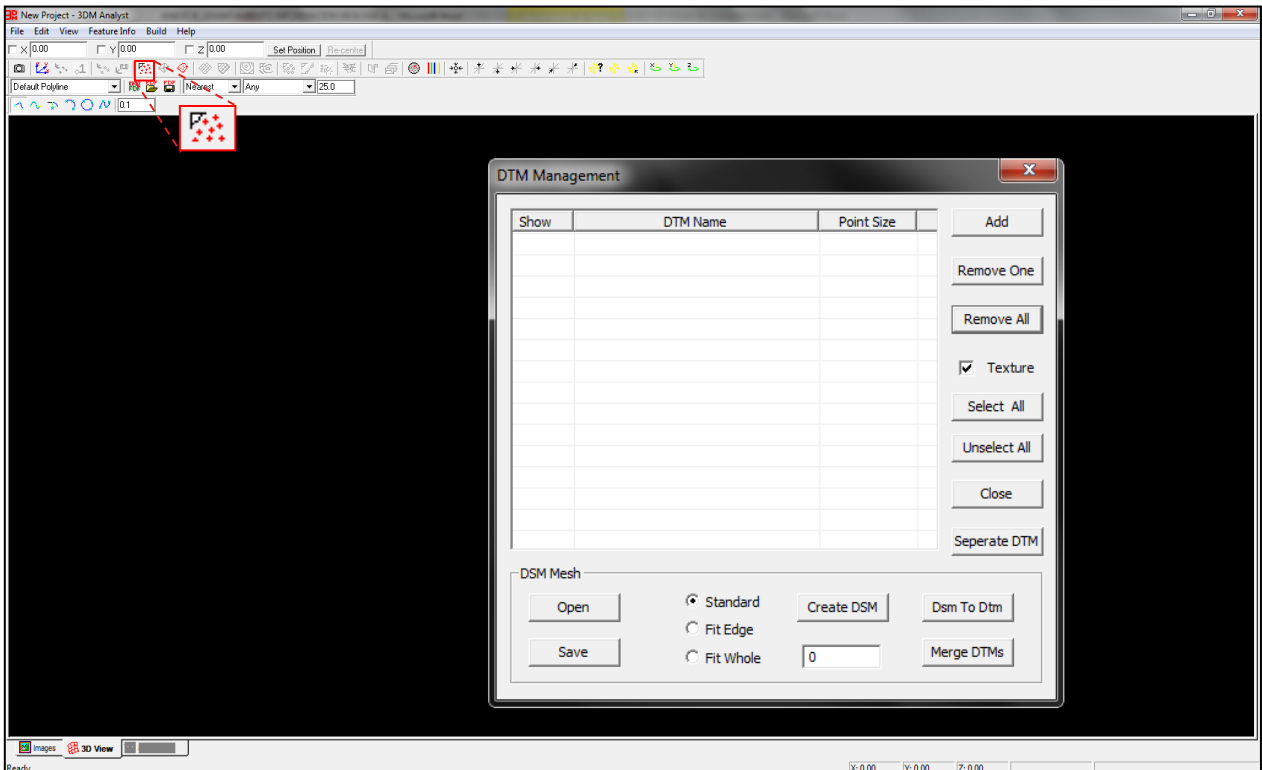 New Project - 3DM Analyst
File Edit View Feature Info Build Help
X 0.00 Y 0.00 Z 0.00 Set Position Re-centre
Default Polyline PDF PDF PDF Nearest Any 25.0
0.1
DTM Management
Show DTM Name Point Size Add
Remove One
Remove All
Texture
Select All
Unselect All
Close
Seperate DTM
DSM Mesh
Open Standard Create DSM Dsm To Dtm
Fit Edge
Save Fit Whole 0 Merge DTMs
Images 3D View
Ready X: 0.00 Y: 0.00 Z: 0.00